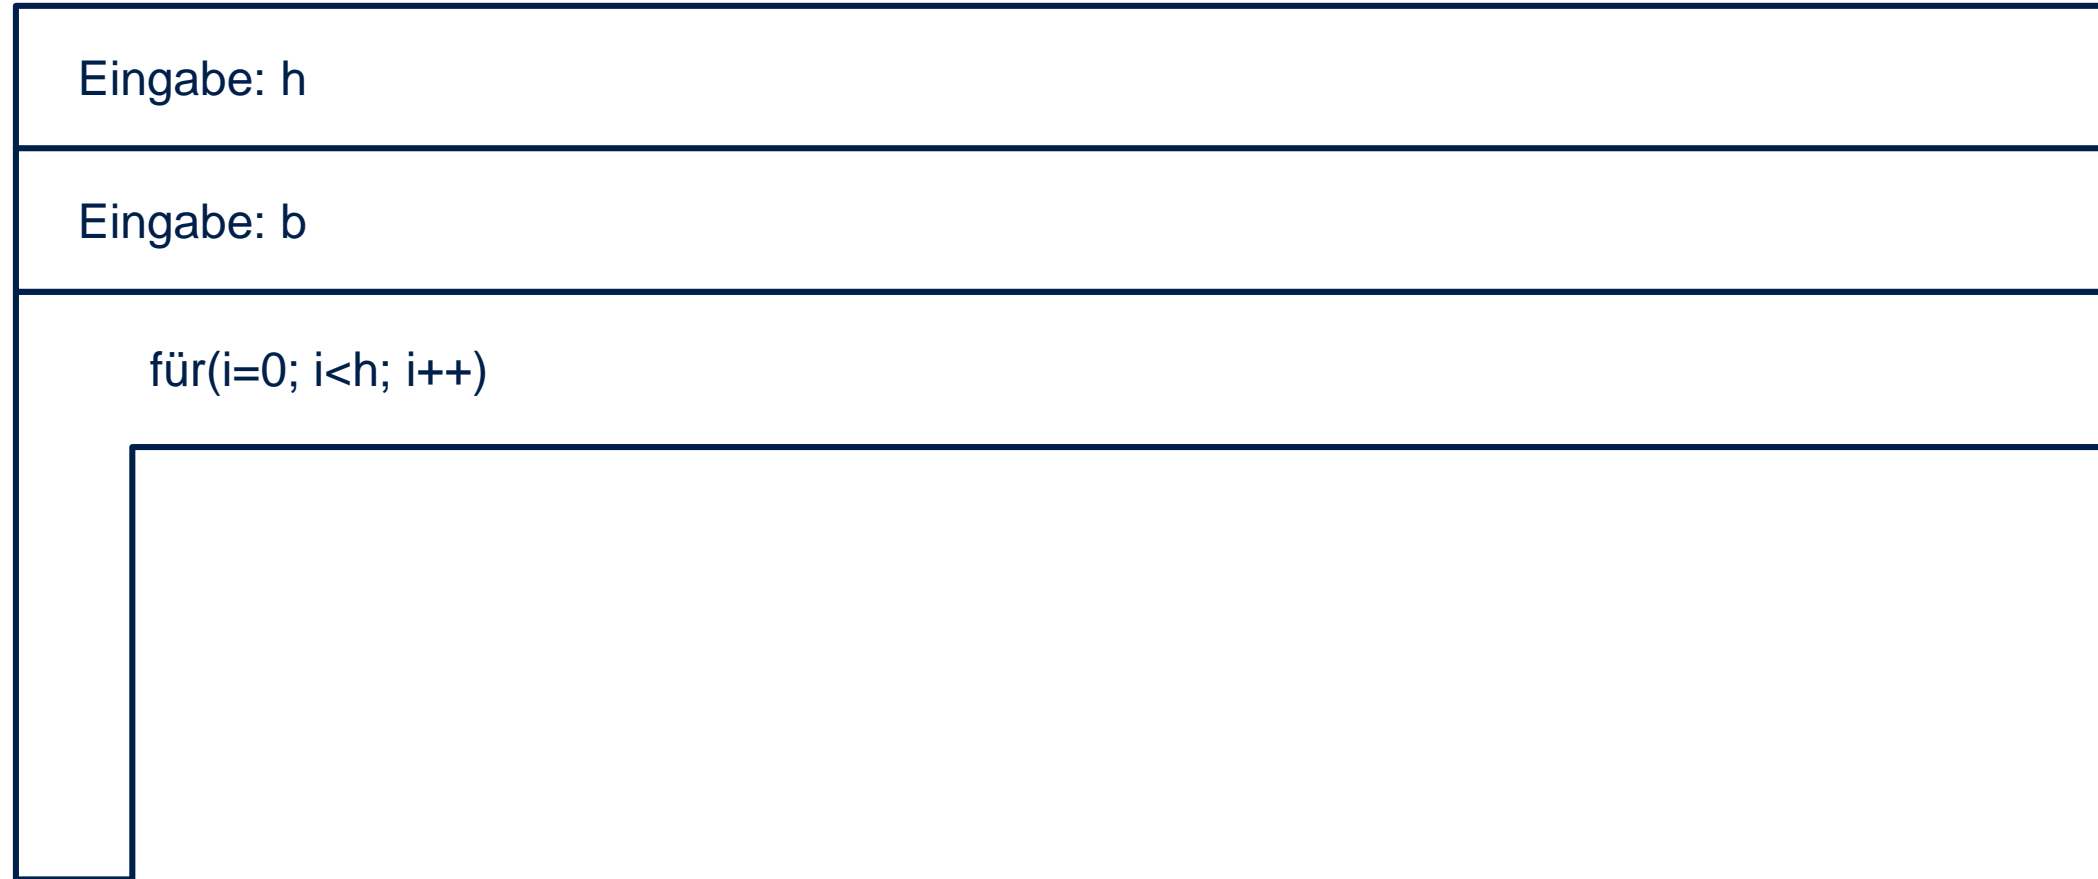 Eingabe: h
Eingabe: b
für(i=0; i<h; i++)